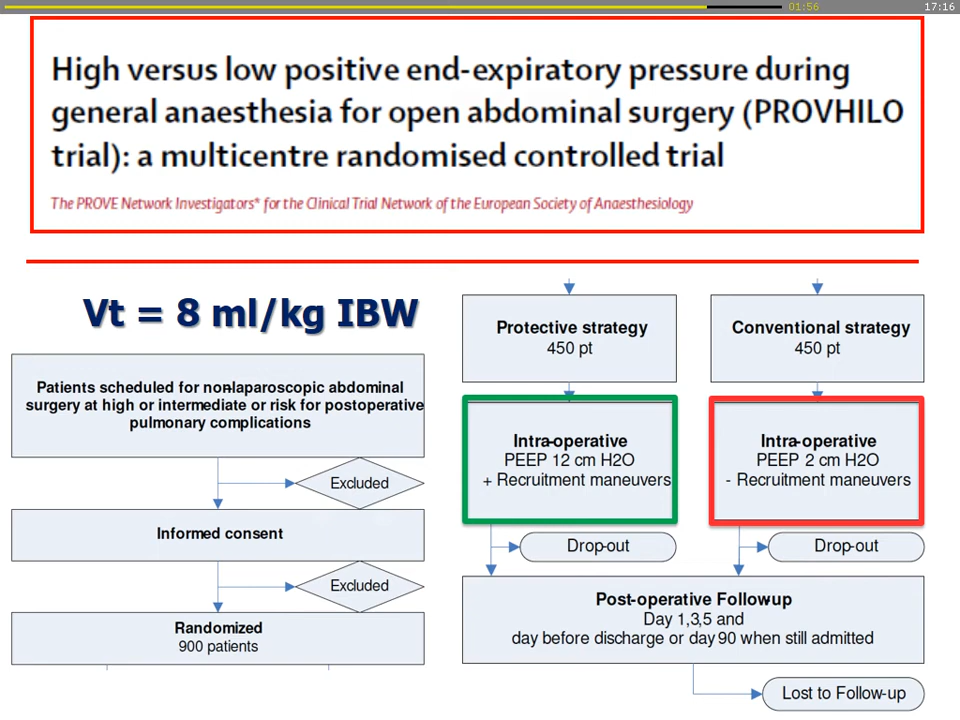 01:56
17:16
High versus low positive end-expiratory pressure during
general anaesthesia for open abdominal surgery (PROVHILO
trial): a multicentre randomised controlled trial
The PROVE Network Investigators* for the Clinical Trial Network of the European Society of Anaesthesiology
Vt = 8 ml/kg IBW
Patients scheduled for non-laparoscopic abdominal
surgery at high or intermediate or risk for postoperative
pulmonary complications
Excluded
Informed consent
Excluded
Randomized
900 patients
Protective strategy
450 pt
Conventional strategy
450 pt
Intra-operative
PEEP 12 cm H2O
+ Recruitment maneuvers
Intra-operative
PEEP 2 cm H2O
- Recruitment maneuvers
Drop-out
Drop-out
Post-operative Follow-up
Day 1,3,5 and
day before discharge or day 90 when still admitted
Lost to Follow-up